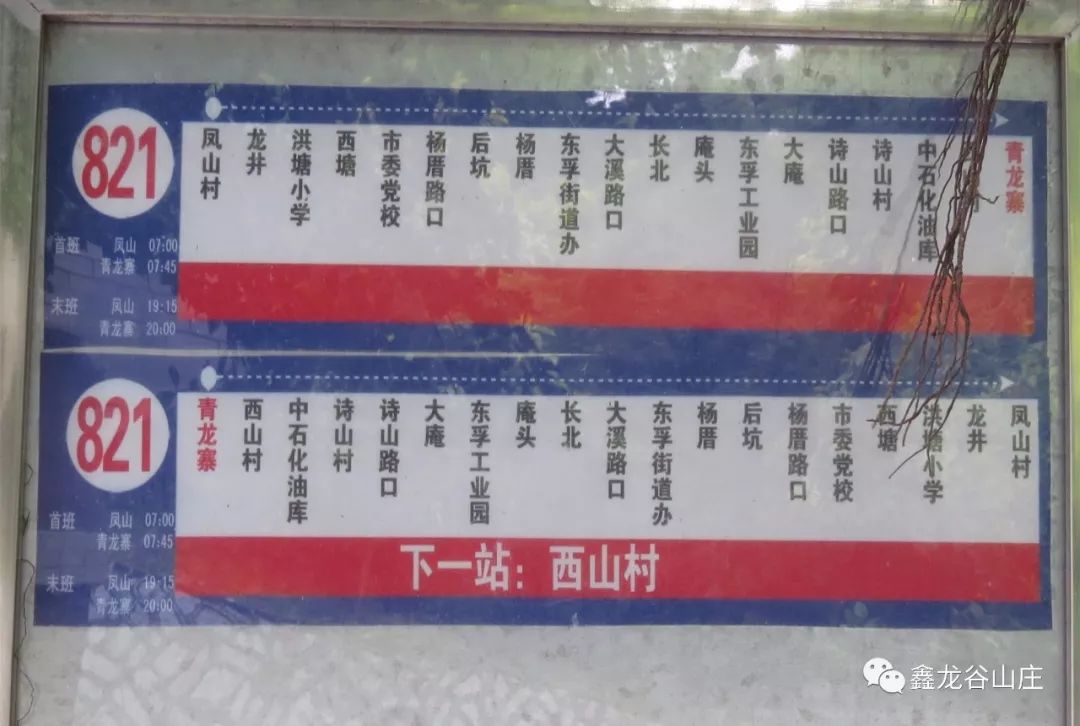 821
首班 凤山 07:00
青龙寨 07:45
末班 凤山 19:15
青龙寨 20:00
凤山村
龙井
洪塘小学
西塘
市委党校
杨厝路口
后坑
杨厝
东孚街道办
大溪路口
长北
庵头
东孚工业园
大庵
诗山路口
诗山村
中石化油库
村
青龙寨
821
首班 凤山 07:00
青龙寨 07:45
末班 凤山 19:15
青龙寨 20:00
青龙寨
西山村
中石化油库
诗山村
诗山路口
大庵
东孚工业园
庵头
长北
大溪路口
东孚街道办
杨厝
后坑
杨厝路口
市委党校
西塘
洪塘小学
龙井
凤山村
下一站：西山村
鑫龙谷山庄